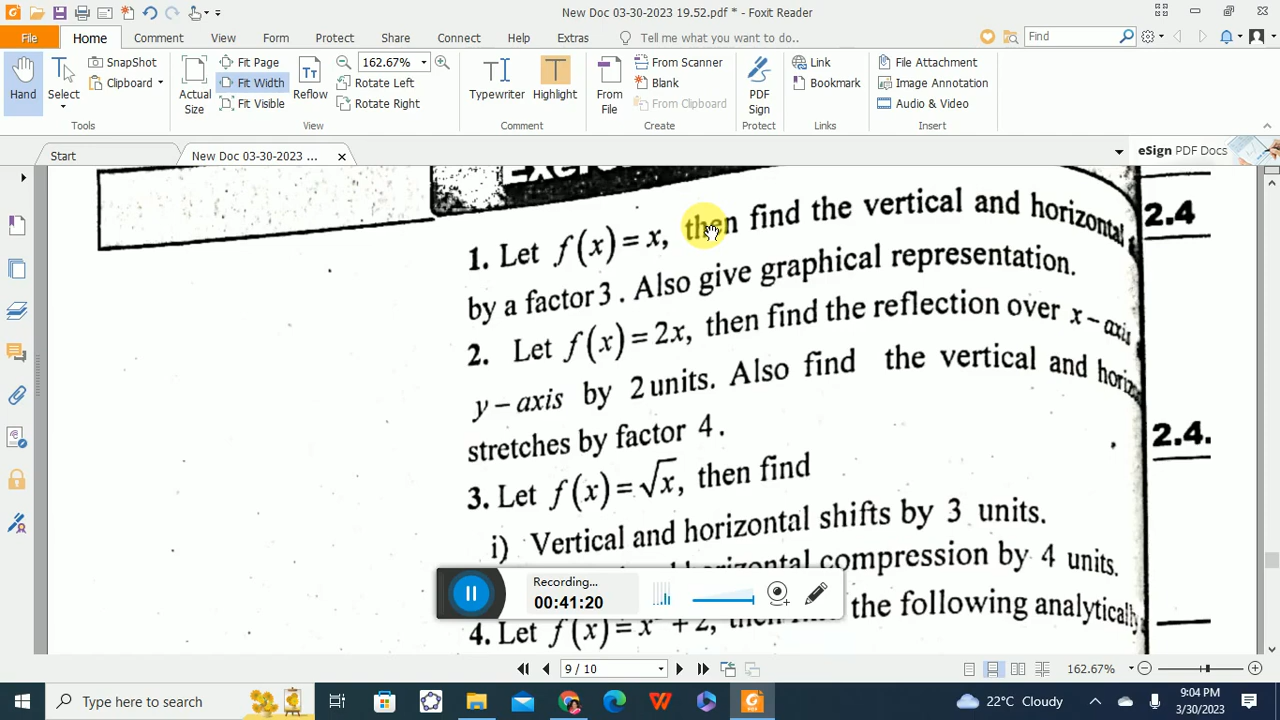 New Doc 03-30-2023 19.52.pdf * - Foxit Reader
File Home Comment View Form Protect Share Connect Help Extras Tell me what you want to do.. Find
Hand
Select
SnapShot
Clipboard
Tools
Actual Size
Fit Page
Fit Width
Fit Visible
Reflow
162.67%
Rotate Left
Rotate Right
View
Typewriter
Highlight
Comment
From File
From Scanner
Blank
From Clipboard
Create
PDF Sign
Protect
Link
Bookmark
Links
File Attachment
Image Annotation
Audio & Video
Insert
Start
New Doc 03-30-2023 ...
eSign PDF Docs
1. Let f(x) = x, then find the vertical and horizontal
by a factor 3 . Also give graphical representation.
2. Let f(x) = 2x, then find the reflection over x – axis
y – axis by 2 units. Also find the vertical and
stretches by factor 4 .
3. Let f(x) = √x, then find
i) Vertical and horizontal shifts by 3 units.
horizontal compression by 4 units.
4. Let f(x) = x + 2, then find the following analytically
2.4
2.4.
Recording...
00:41:20
9 / 10
162.67%
Type here to search
22°C Cloudy
9:04 PM
3/30/2023